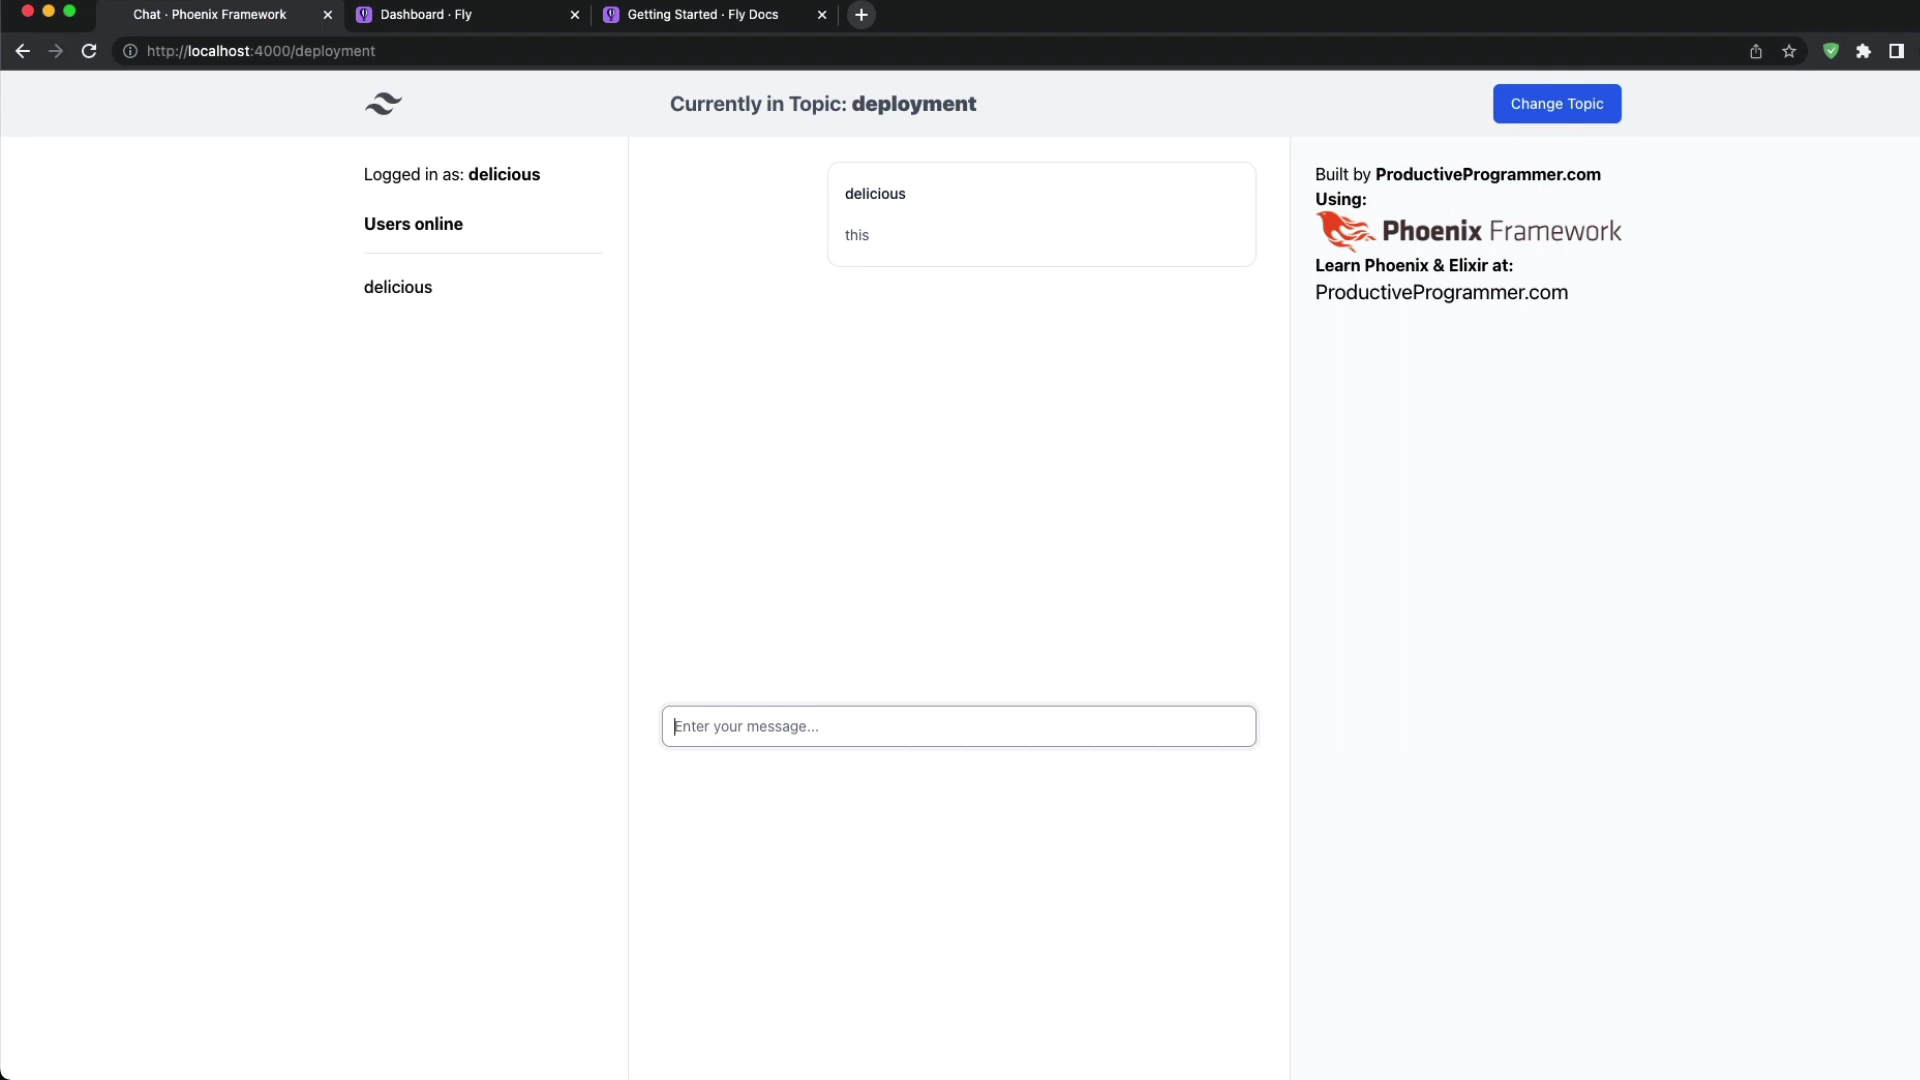 Chat · Phoenix Framework
Dashboard · Fly
Getting Started · Fly Docs
http://localhost:4000/deployment
Currently in Topic: deployment
Change Topic
Logged in as: delicious
Users online
delicious
delicious
this
Enter your message...
Built by ProductiveProgrammer.com
Using:
Phoenix Framework
Learn Phoenix & Elixir at:
ProductiveProgrammer.com